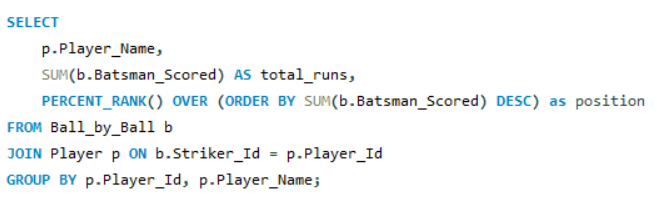 SELECT
p.Player_Name,
SUM(b.Batsman_Scored) AS total_runs,
PERCENT_RANK() OVER (ORDER BY SUM(b.Batsman_Scored) DESC) as position
FROM Ball_by_Ball b
JOIN Player p ON b.Striker_Id = p.Player_Id
GROUP BY p.Player_Id, p.Player_Name;